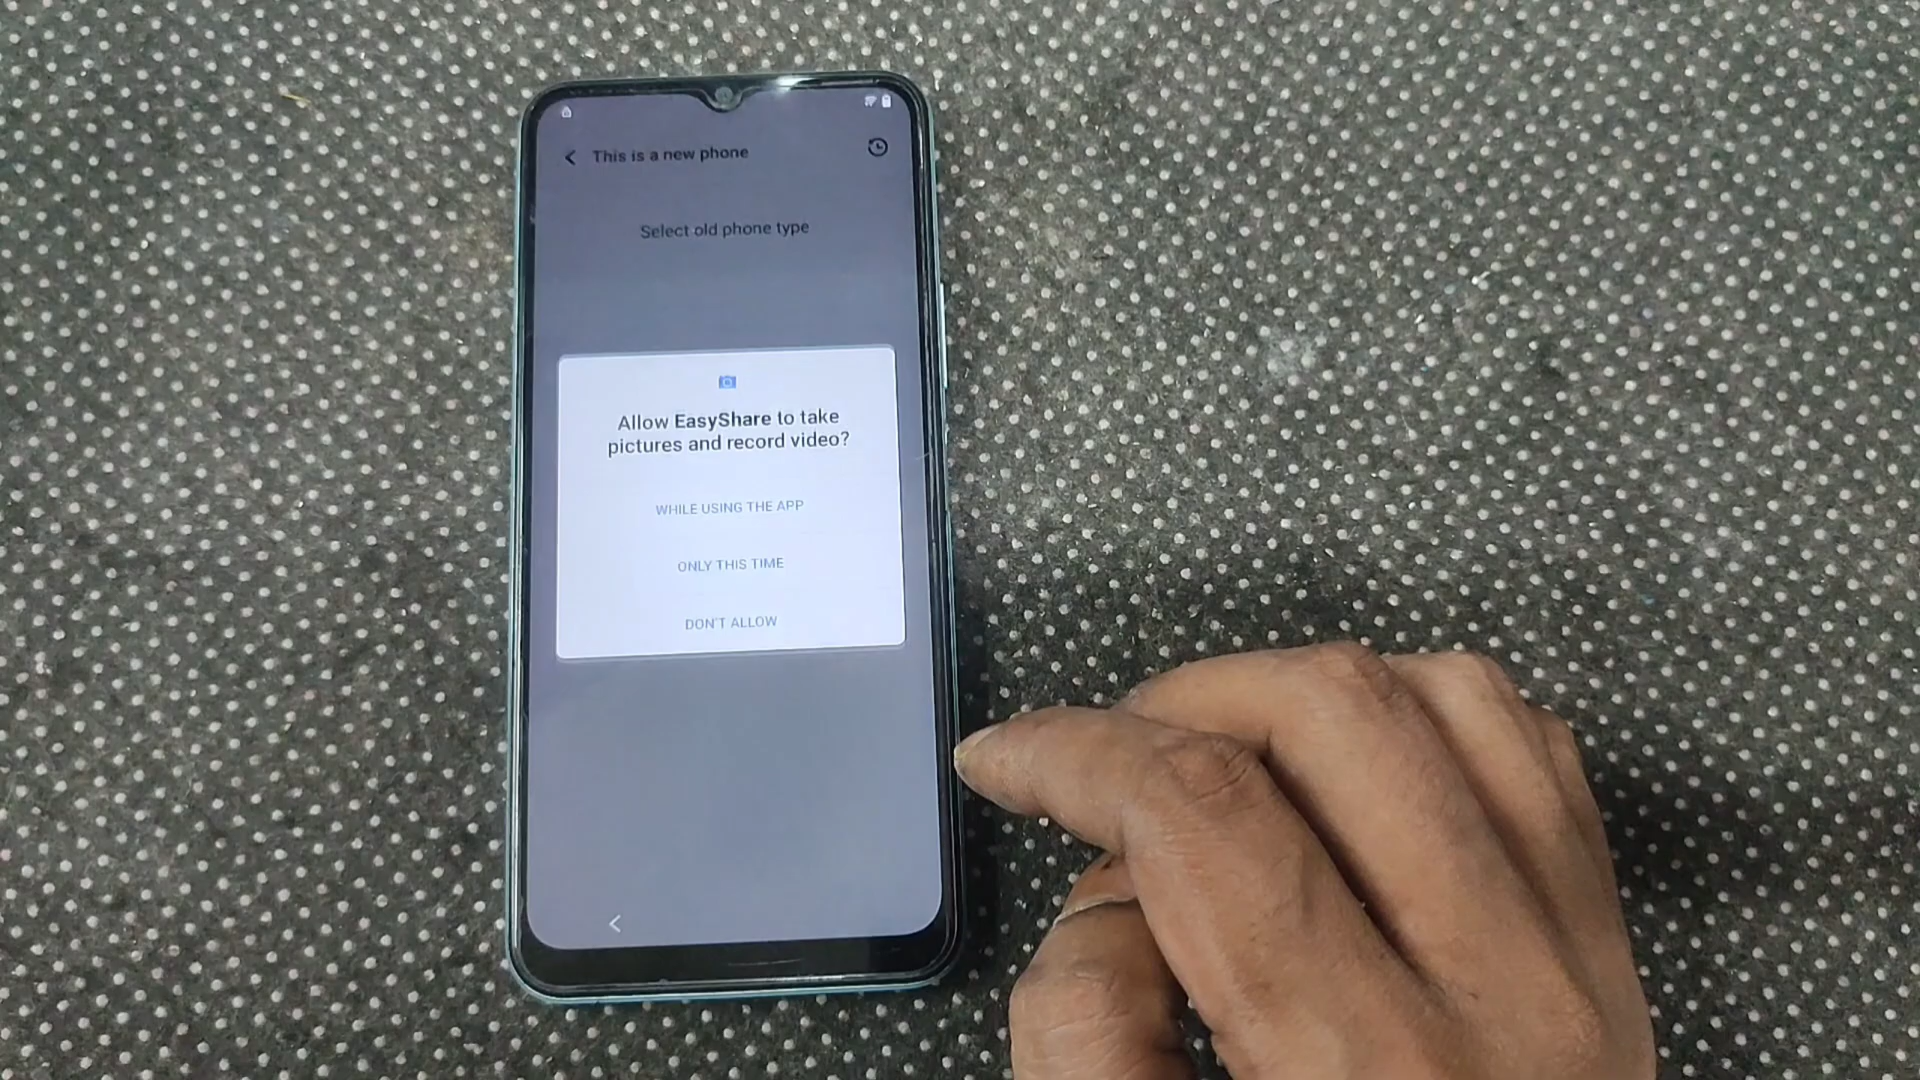 This is a new phone
Select old phone type
Allow EasyShare to take
pictures and record video?
WHILE USING THE APP
ONLY THIS TIME
DON'T ALLOW